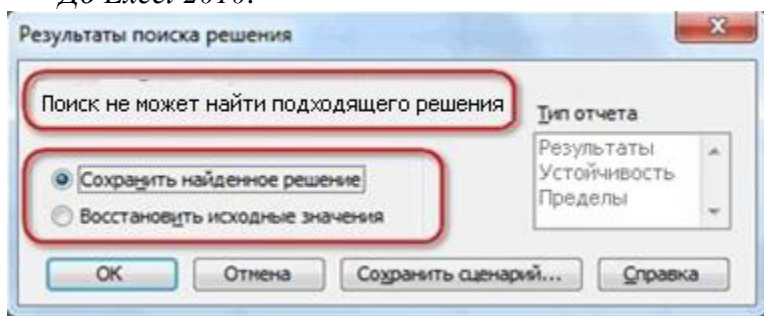 До Excel 2010:
Результаты поиска решения
Поиск не может найти подходящего решения
Тип отчета
Результаты
Устойчивость
Пределы
Сохранить найденное решение
Восстановить исходные значения
ОК
Отмена
Сохранить сценарий...
Справка